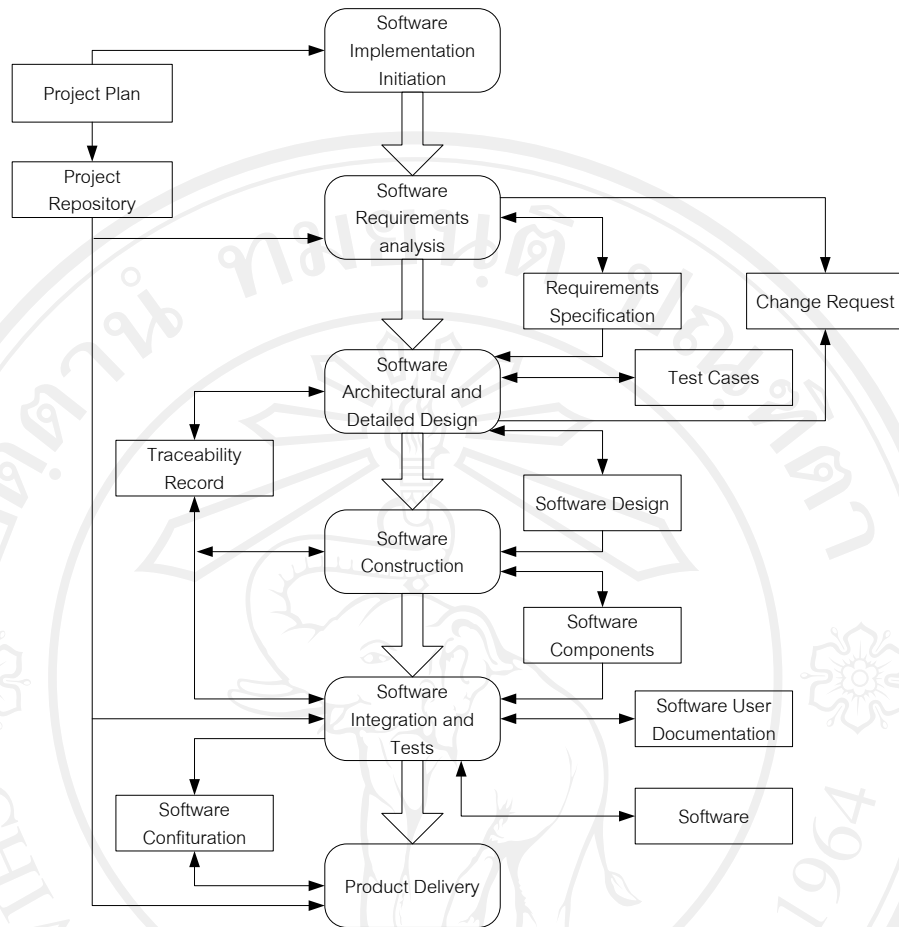 Software
Implementation
Initiation
Project Plan
Project
Repository
Software
Requirements
analysis
Requirements
Specification
Change Request
Software
Architectural and
Detailed Design
Test Cases
Traceability
Record
Software Design
Software
Construction
Software
Components
Software
Integration and
Tests
Software User
Documentation
Software
Confituration
Software
Product Delivery
1964